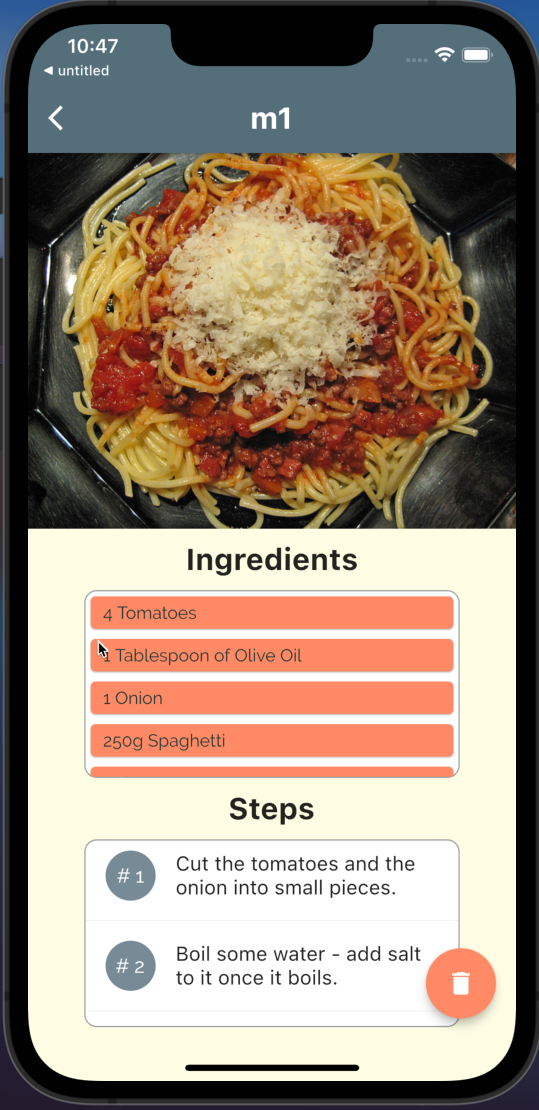 10:47
◀ untitled
m1
Ingredients
4 Tomatoes
1 Tablespoon of Olive Oil
1 Onion
250g Spaghetti
Steps
# 1
Cut the tomatoes and the
onion into small pieces.
# 2
Boil some water - add salt
to it once it boils.